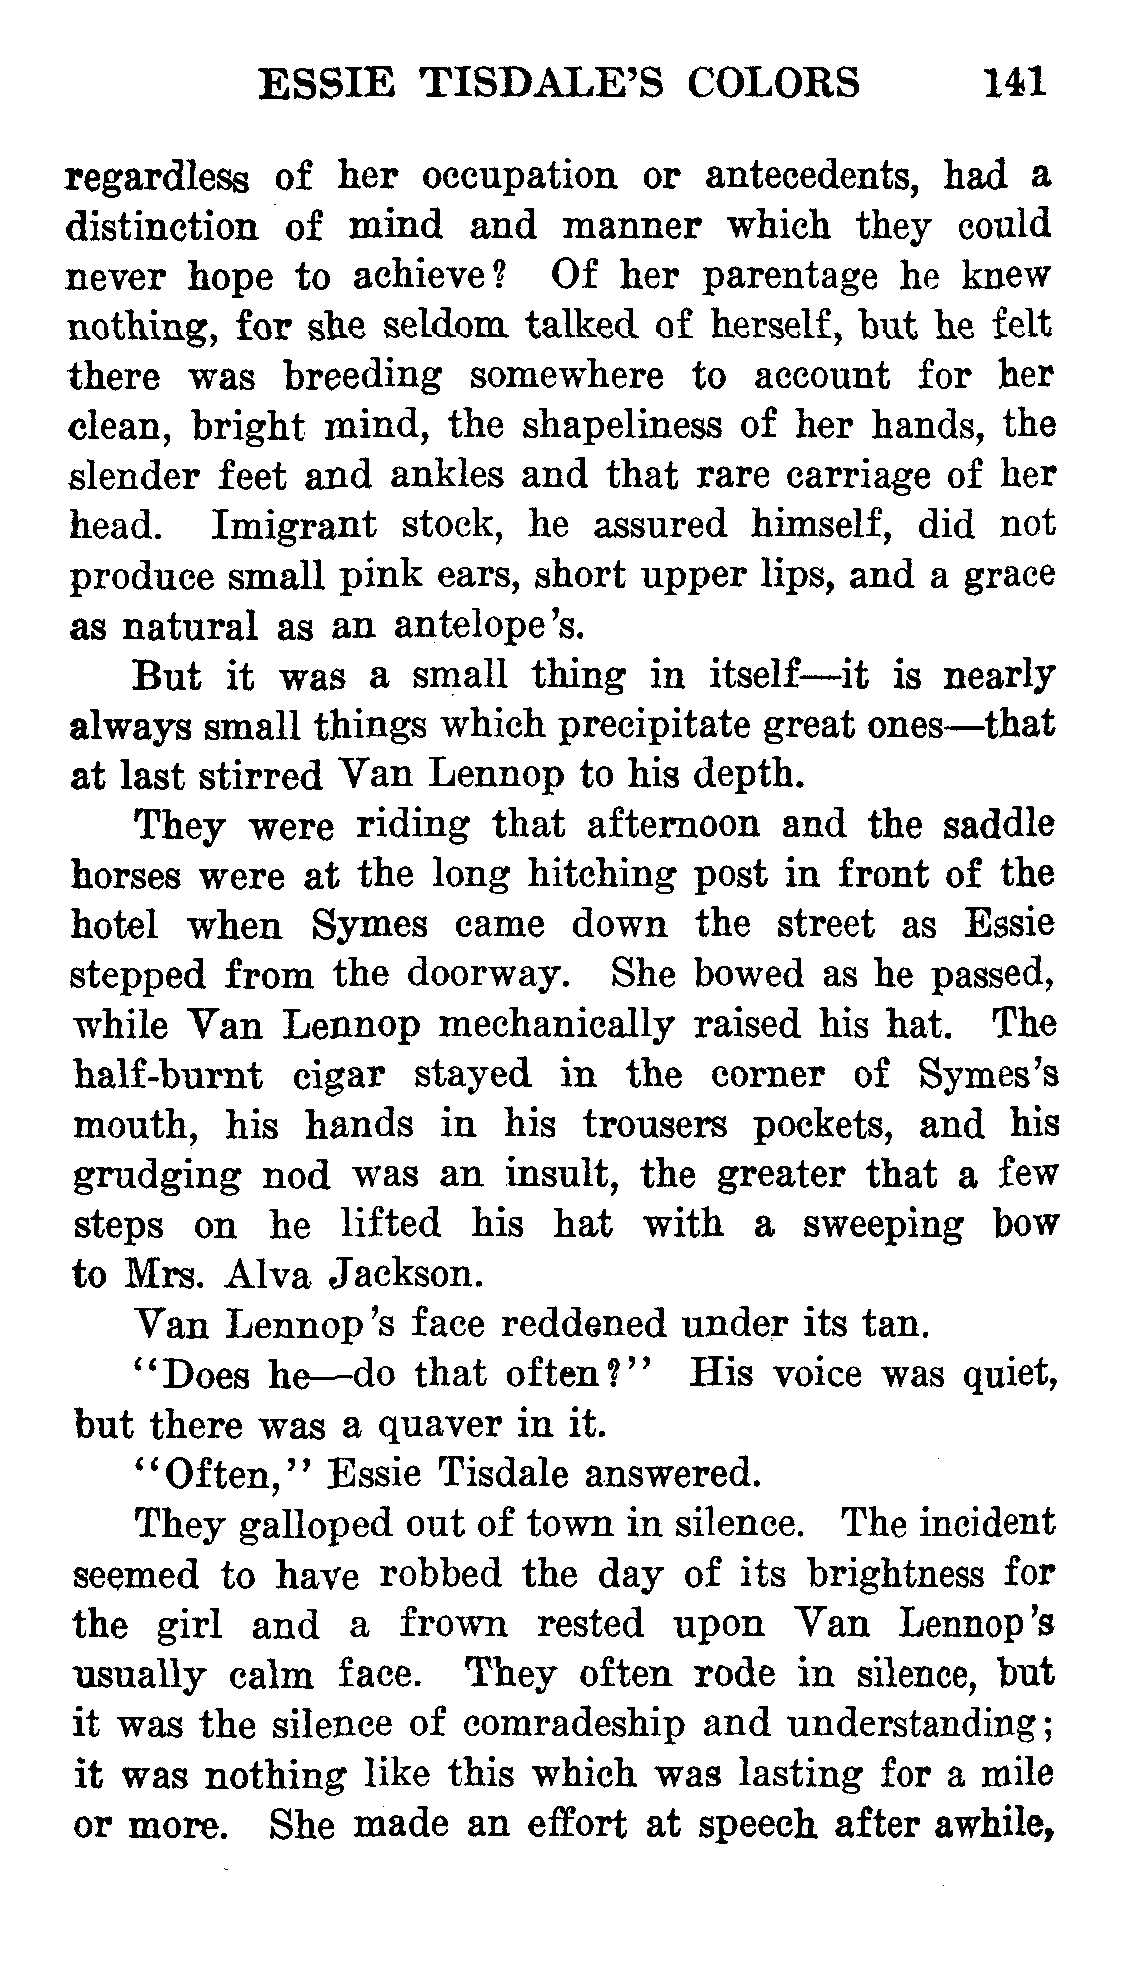 ESSIE TISDALE'S COLORS 141
regardless of her occupation or antecedents, had a
distinction of mind and manner which they could
never hope to achieve? Of her parentage he knew
nothing, for she seldom talked of herself, but he felt
there was breeding somewhere to account for her
clean, bright mind, the shapeliness of her hands, the
slender feet and ankles and that rare carriage of her
head. Imigrant stock, he assured himself, did not
produce small pink ears, short upper lips, and a grace
as natural as an antelope's.
But it was a small thing in itself—it is nearly
always small things which precipitate great ones—that
at last stirred Van Lennop to his depth.
They were riding that afternoon and the saddle
horses were at the long hitching post in front of the
hotel when Symes came down the street as Essie
stepped from the doorway. She bowed as he passed,
while Van Lennop mechanically raised his hat. The
half-burnt cigar stayed in the corner of Symes's
mouth, his hands in his trousers pockets, and his
grudging nod was an insult, the greater that a few
steps on he lifted his hat with a sweeping bow
to Mrs. Alva Jackson.
Van Lennop's face reddened under its tan.
"Does he—do that often?" His voice was quiet,
but there was a quaver in it.
"Often," Essie Tisdale answered.
They galloped out of town in silence. The incident
seemed to have robbed the day of its brightness for
the girl and a frown rested upon Van Lennop's
usually calm face. They often rode in silence, but
it was the silence of comradeship and understanding;
it was nothing like this which was lasting for a mile
or more. She made an effort at speech after awhile,